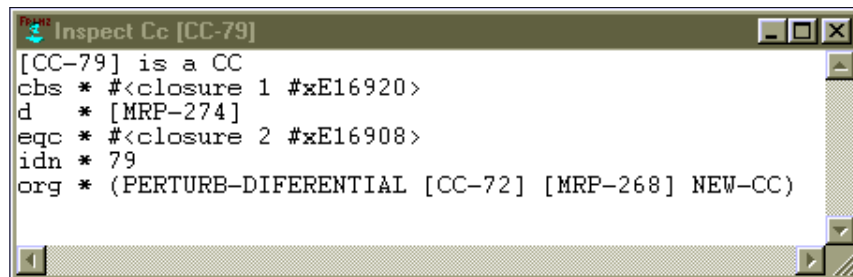 Franz
Inspect Cc [CC-79]
[CC-79] is a CC
cbs * #<closure 1 #xE16920>
d   * [MRP-274]
eqc * #<closure 2 #xE16908>
idn * 79
org * (PERTURB-DIFERENTIAL [CC-72] [MRP-268] NEW-CC)